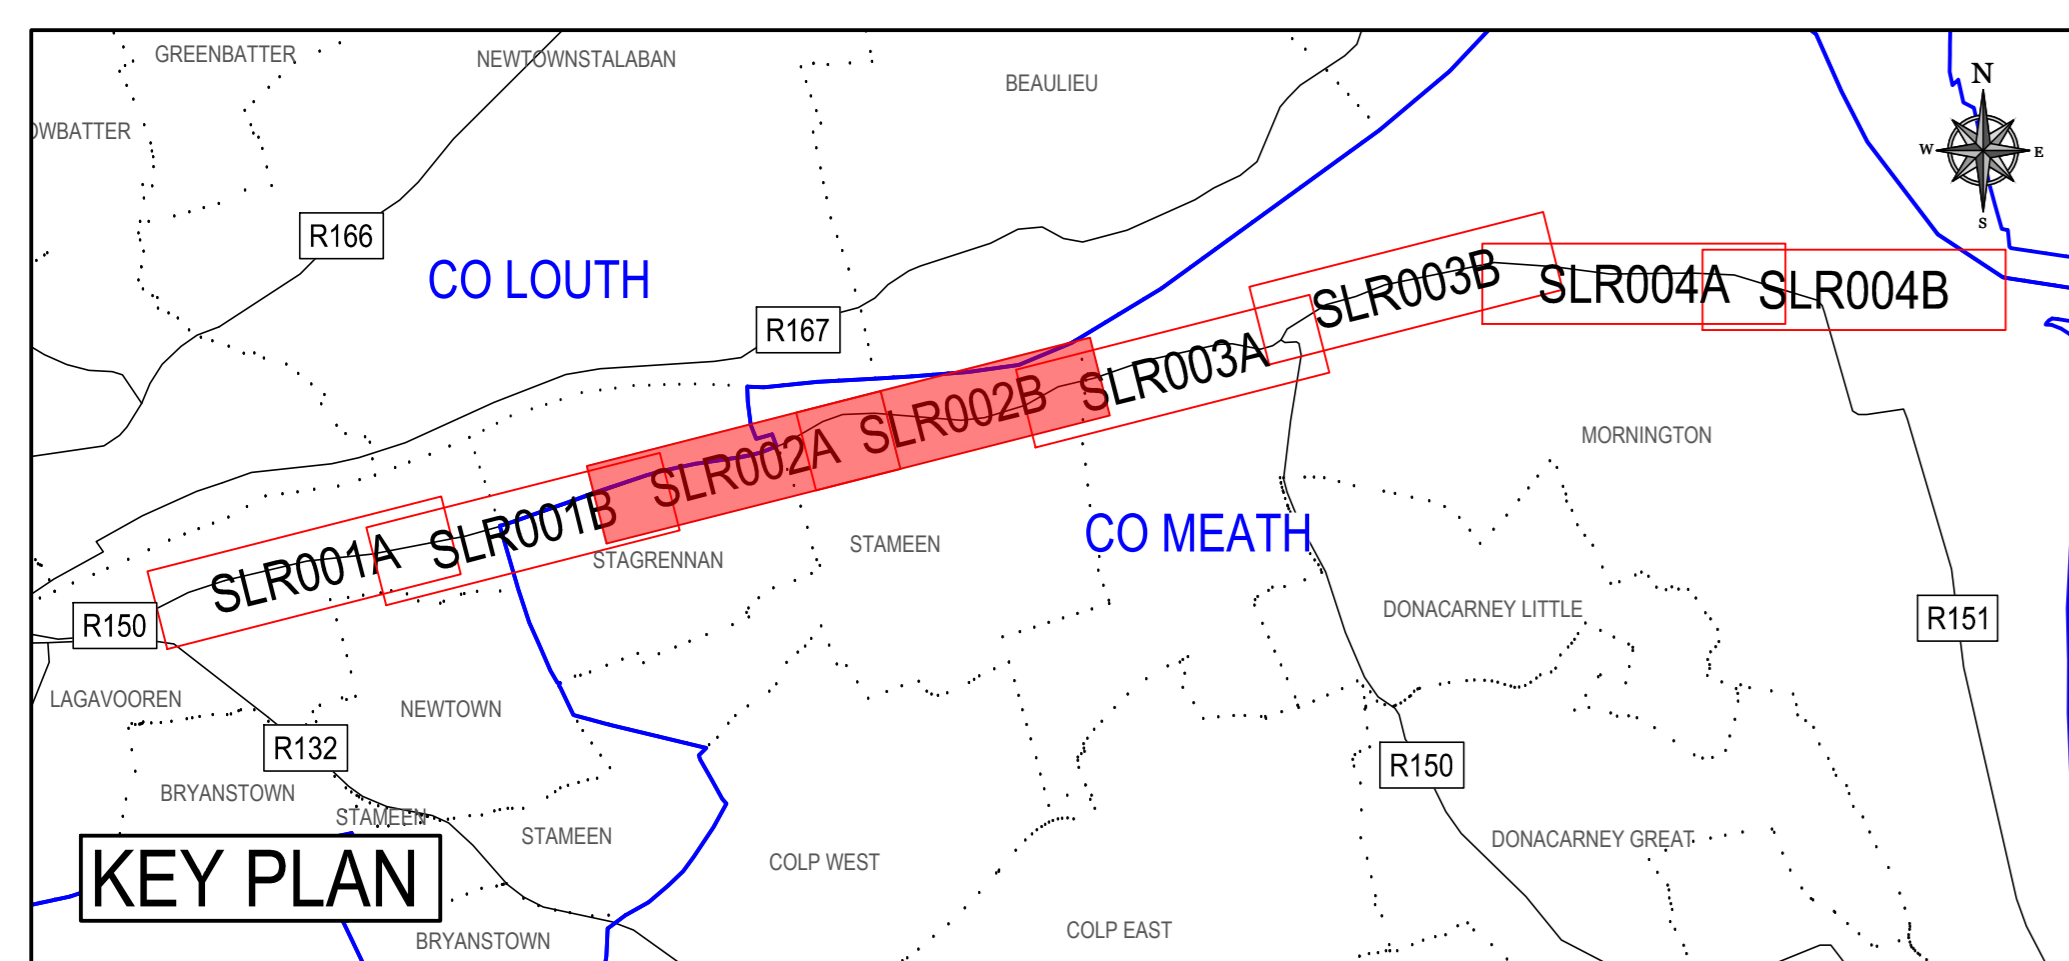 GREENBATTER
NEWTOWNSTALABAN
BEAULIEU
N
OWBATTER
W
E
S
R166
CO LOUTH
R167
SLR003B
SLR004A
SLR004B
SLR003A
SLR002B
MORNINGTON
SLR002A
SLR001B
CO MEATH
STAMEEN
STAGRENNAN
SLR001A
R150
DONACARNEY LITTLE
R151
LAGAVOOREN
NEWTOWN
R132
R150
BRYANSTOWN
STAMEEN
STAMEEN
DONACARNEY GREAT
COLP WEST
KEY PLAN
COLP EAST
BRYANSTOWN